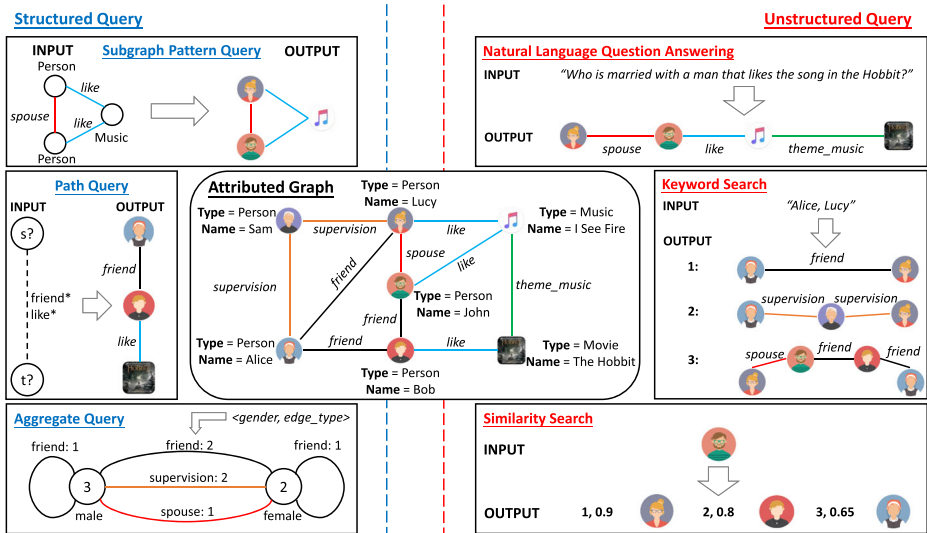 Structured Query
Unstructured Query
INPUT
Subgraph Pattern Query
OUTPUT
Person
like
spouse
like
Music
Person
Natural Language Question Answering
INPUT
“Who is married with a man that likes the song in the Hobbit?”
OUTPUT
spouse
like
theme_music
Path Query
INPUT
OUTPUT
s?
friend
friend*
like*
like
t?
Attributed Graph
Type = Person
Name = Lucy
Type = Person
Name = Sam
supervision
like
Type = Music
Name = I See Fire
spouse
like
friend
supervision
theme_music
Type = Person
Name = John
friend
Type = Person
Name = Alice
friend
like
Type = Movie
Name = The Hobbit
Type = Person
Name = Bob
Keyword Search
INPUT
“Alice, Lucy”
OUTPUT
1:
friend
2:
supervision
supervision
3:
spouse
friend
friend
Aggregate Query
<gender, edge_type>
friend: 1
friend: 2
friend: 1
3
supervision: 2
2
male
spouse: 1
female
Similarity Search
INPUT
OUTPUT
1, 0.9
2, 0.8
3, 0.65